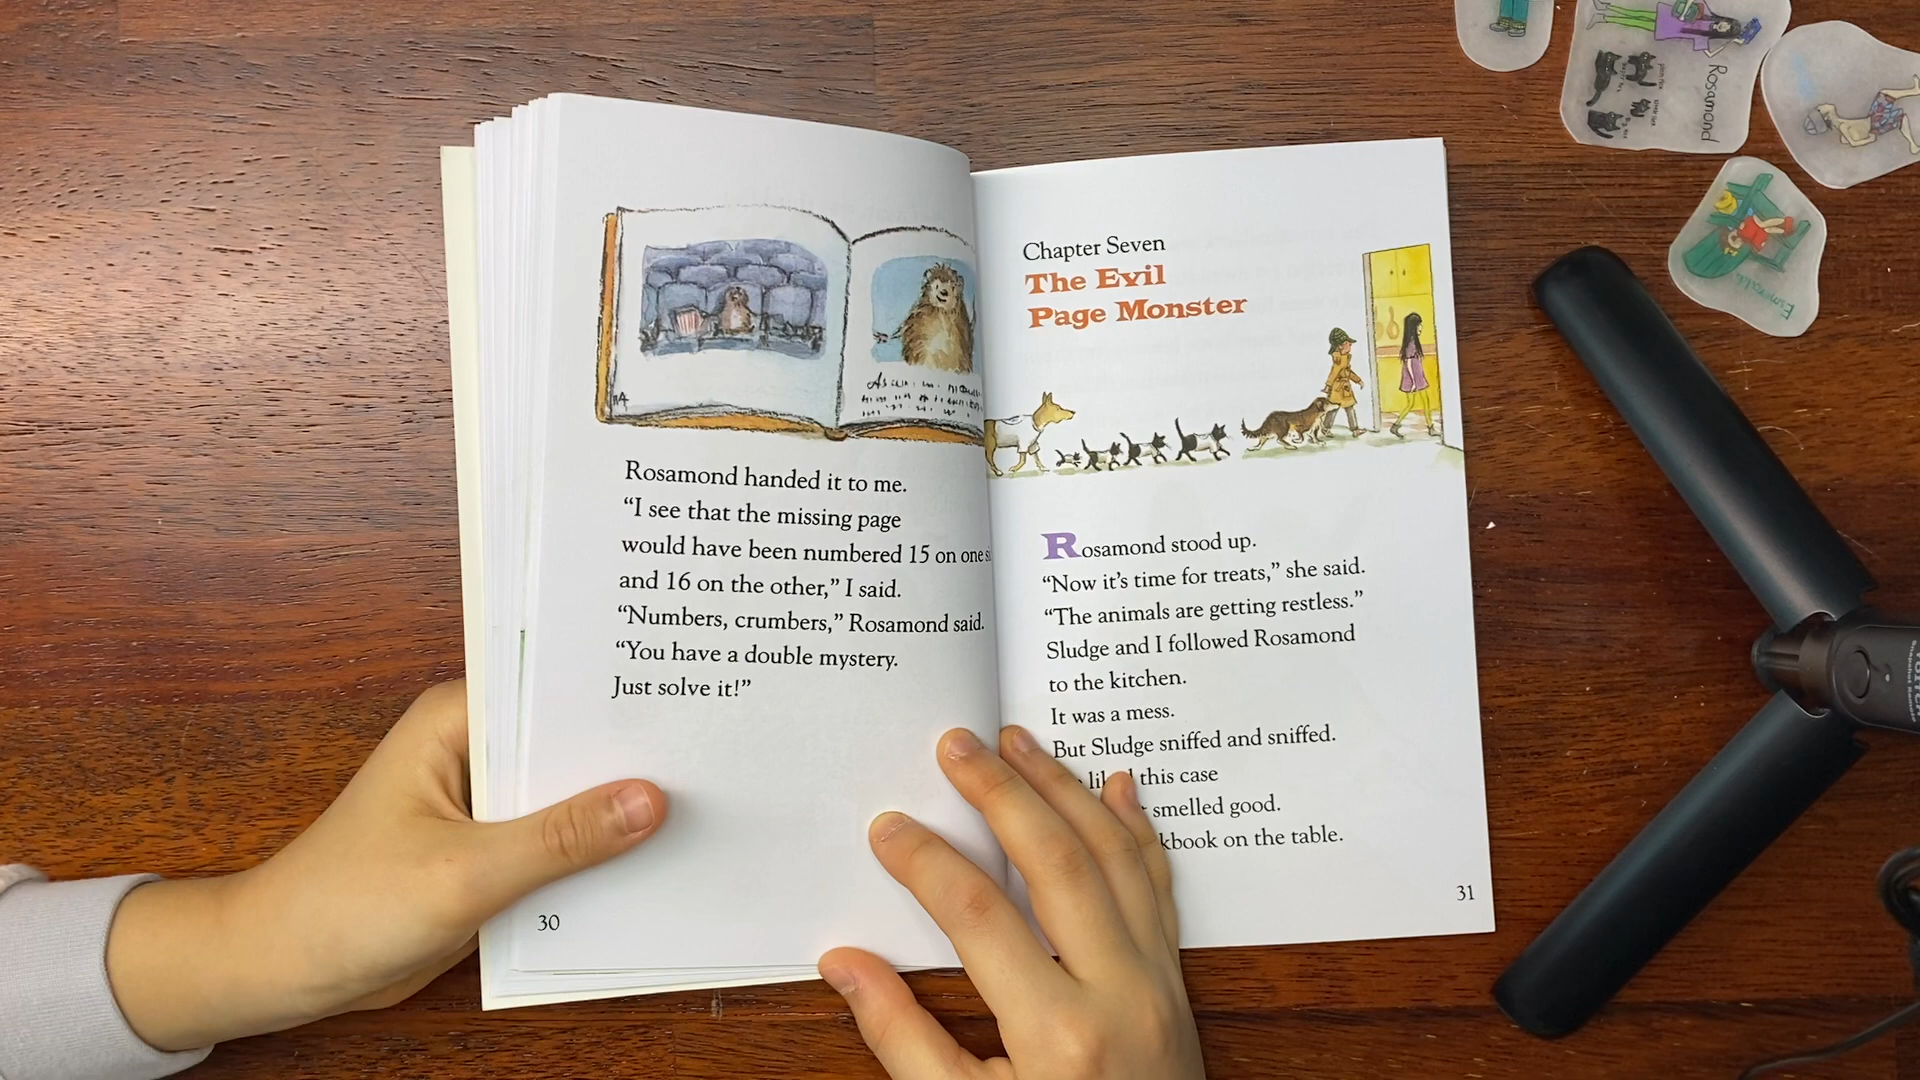 Rosamond handed it to me.
“I see that the missing page
would have been numbered 15 on one
and 16 on the other,” I said.
“Numbers, crumbers,” Rosamond said.
“You have a double mystery.
Just solve it!”
30
Chapter Seven
The Evil
Page Monster
Rosamond stood up.
“Now it’s time for treats,” she said.
“The animals are getting restless.”
Sludge and I followed Rosamond
to the kitchen.
It was a mess.
But Sludge sniffed and sniffed.
this case
smelled good.
on the table.
31
Rosamond
Esmeralda